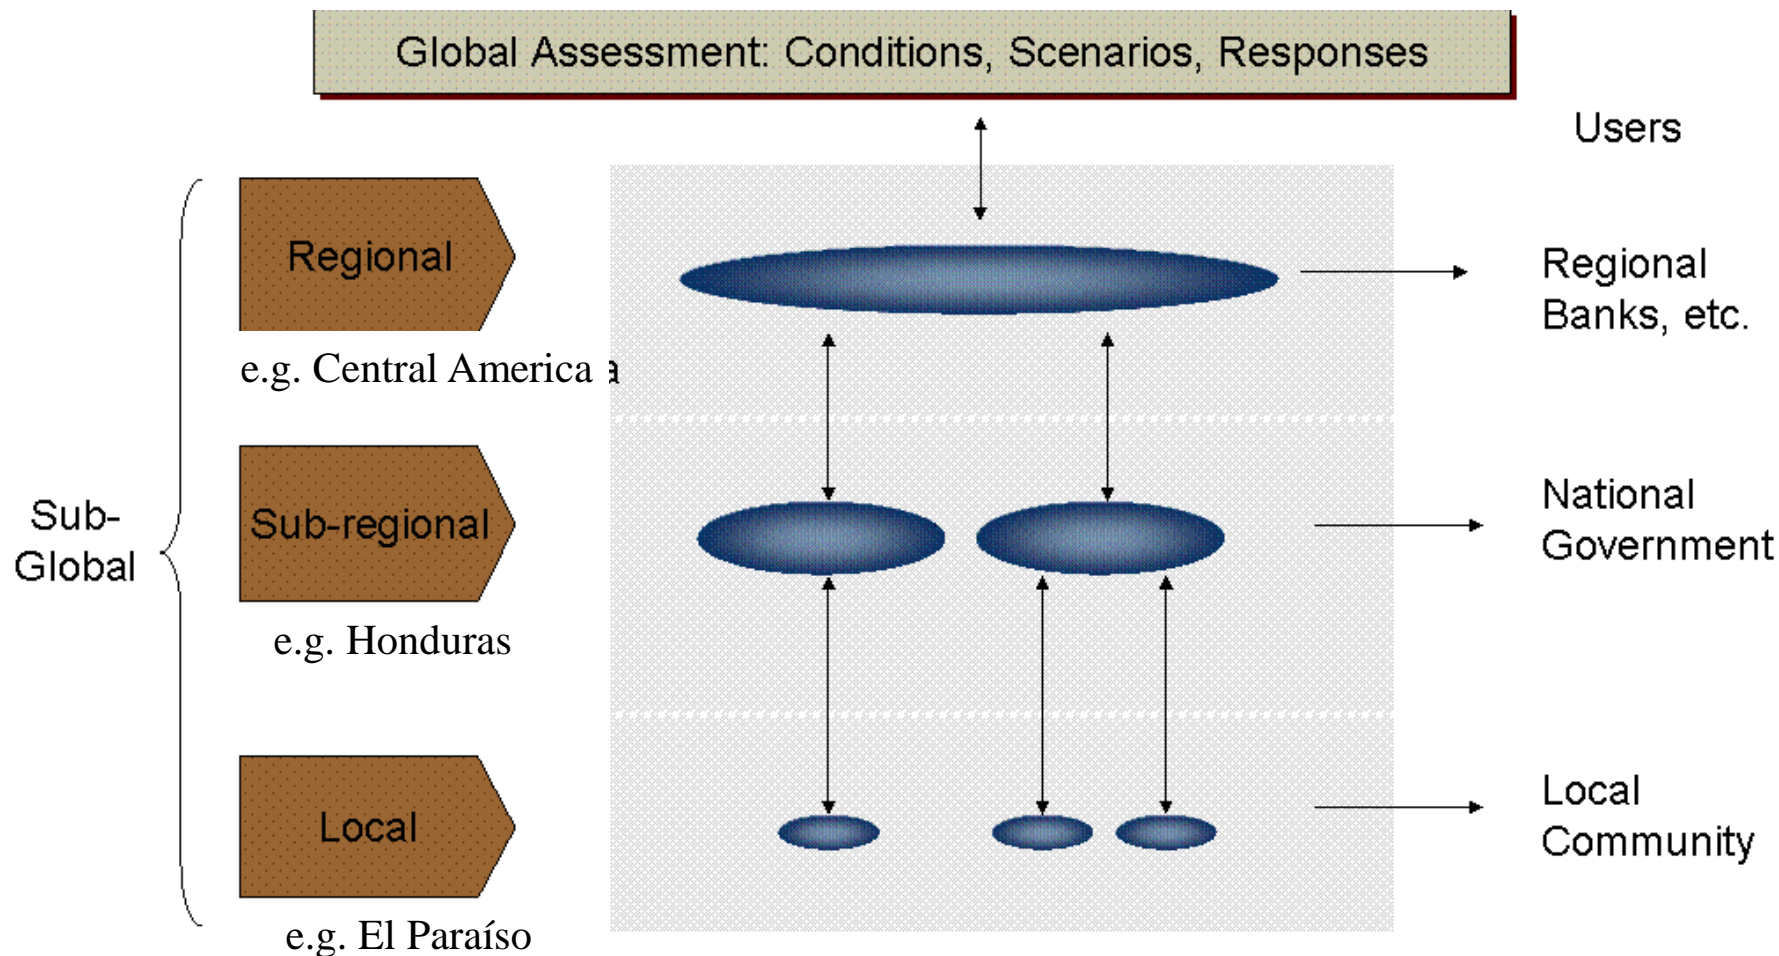 Global Assessment: Conditions, Scenarios, Responses
Users
Regional
Regional
Banks, etc.
e.g. Central America a
Sub-
Global
Sub-regional
National
Government
e.g. Honduras
Local
Local
Community
e.g. El Paraíso